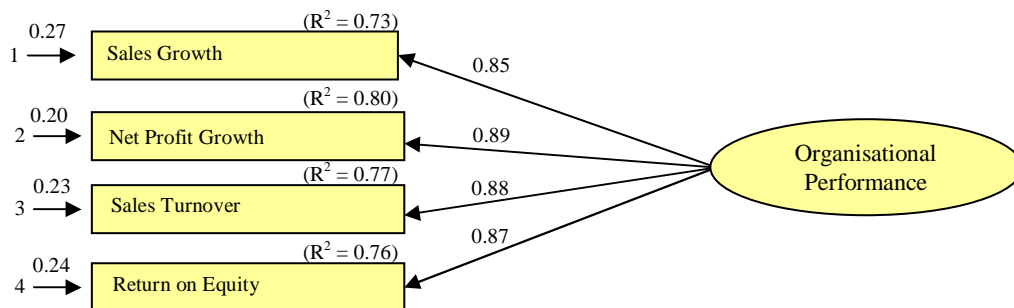 (R² = 0.73)
0.27
1
Sales Growth
0.85
(R² = 0.80)
0.20
2
Net Profit Growth
0.89
(R² = 0.77)
0.23
3
Sales Turnover
0.88
(R² = 0.76)
0.24
4
Return on Equity
0.87
Organisational
Performance